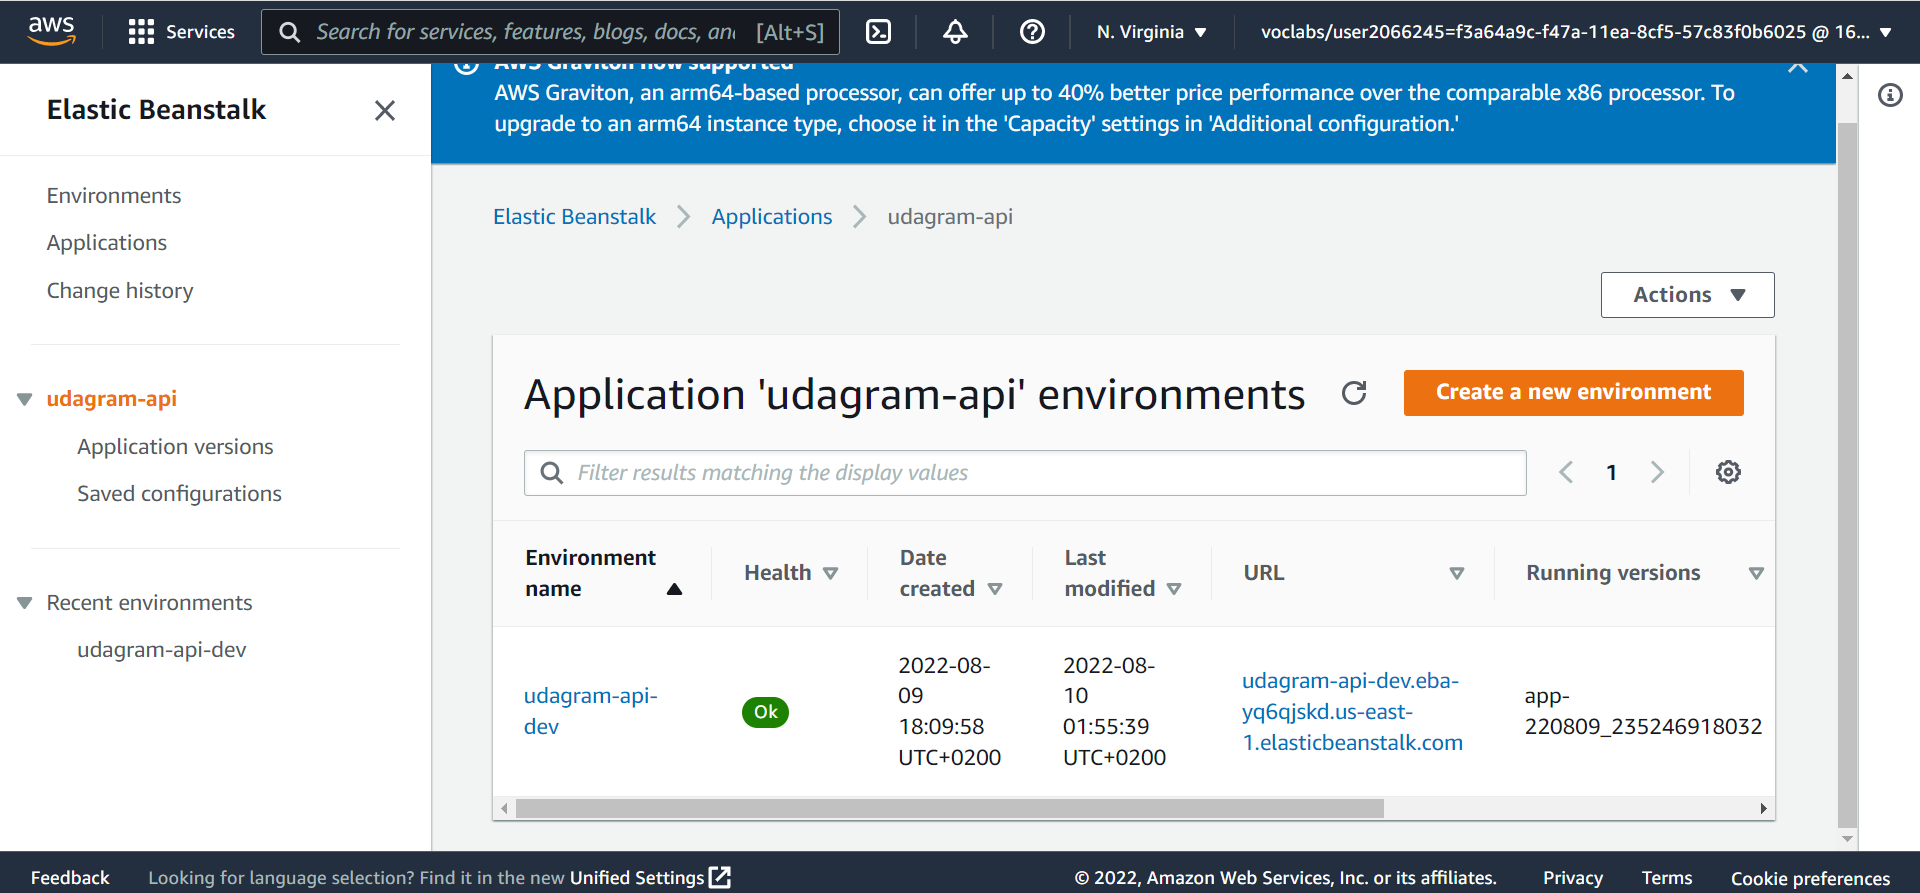 aws
Services
Search for services, features, blogs, docs, an
[Alt+S]
N. Virginia
voclabs/user2066245=f3a64a9c-f47a-11ea-8cf5-57c83f0b6025 @ 16...
Elastic Beanstalk
Environments
Applications
Change history
udagram-api
Application versions
Saved configurations
Recent environments
udagram-api-dev
AWS Graviton now supported
AWS Graviton, an arm64-based processor, can offer up to 40% better price performance over the comparable x86 processor. To
upgrade to an arm64 instance type, choose it in the 'Capacity' settings in 'Additional configuration.'
Elastic Beanstalk
Applications
udagram-api
Actions
Application 'udagram-api' environments
Create a new environment
Filter results matching the display values
1
Environment
name
Health
Date
created
Last
modified
URL
Running versions
udagram-api-
dev
Ok
2022-08-
09
18:09:58
UTC+0200
2022-08-
10
01:55:39
UTC+0200
udagram-api-dev.eba-
yq6qjskd.us-east-
1.elasticbeanstalk.com
app-
220809_235246918032
Feedback
Looking for language selection? Find it in the new Unified Settings
© 2022, Amazon Web Services, Inc. or its affiliates.
Privacy
Terms
Cookie preferences